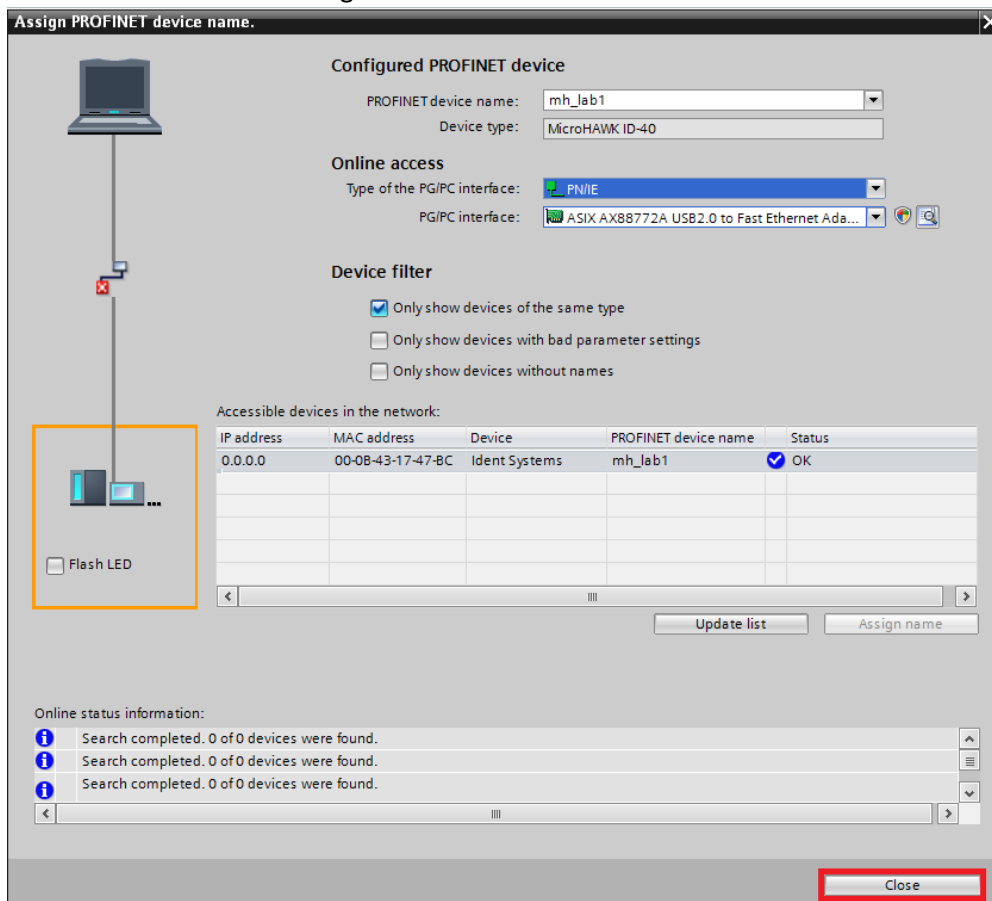 Assign PROFINET device name.
Configured PROFINET device
PROFINET device name: mh_lab1
Device type: MicroHAWK ID-40
Online access
Type of the PG/PC interface: PN/IE
PG/PC interface: ASIX AX88772A USB2.0 to Fast Ethernet Ada...
Device filter
Only show devices of the same type
Only show devices with bad parameter settings
Only show devices without names
Accessible devices in the network:
IP address MAC address Device PROFINET device name Status
0.0.0.0 00-0B-43-17-47-BC Ident Systems mh_lab1 OK
Flash LED
Update list Assign name
Online status information:
Search completed. 0 of 0 devices were found.
Search completed. 0 of 0 devices were found.
Search completed. 0 of 0 devices were found.
Close